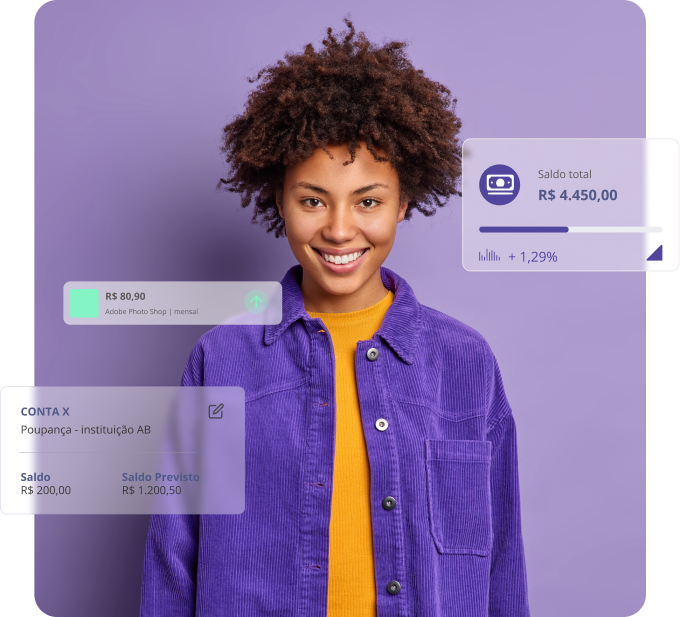 Saldo total
R$ 4.450,00
+ 1,29%
R$ 80,90
Adobe Photo Shop | mensal
CONTA X
Poupança - instituição AB
Saldo Saldo Previsto
R$ 200,00 R$ 1.200,50